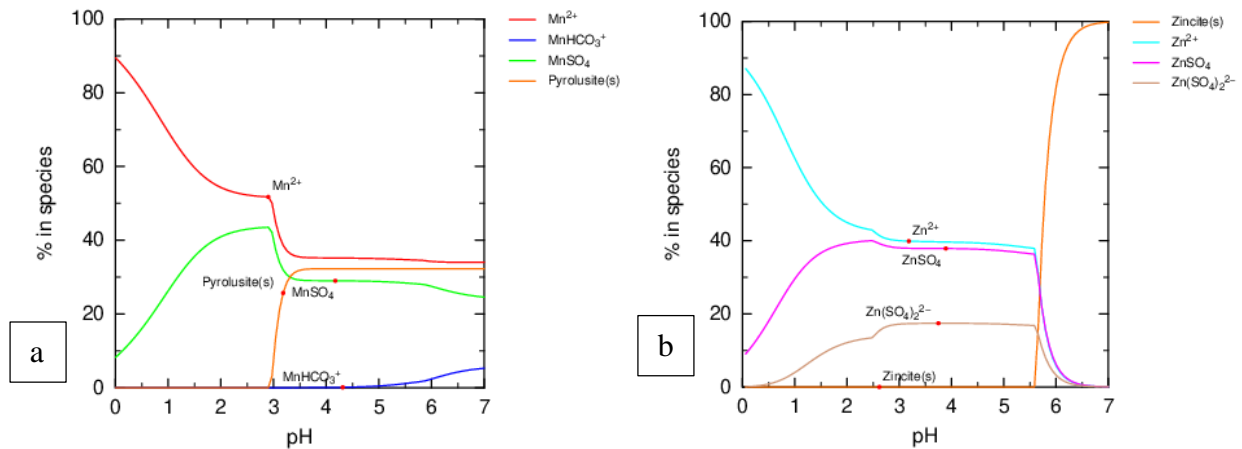 100
80
60
40
20
0
% in species
0 1 2 3 4 5 6 7
pH
Mn²⁺
Pyrolusite(s)
MnSO₄
MnHCO₃⁺
Mn²⁺
MnHCO₃⁺
MnSO₄
Pyrolusite(s)
a
100
80
60
40
20
0
% in species
0 1 2 3 4 5 6 7
pH
Zn²⁺
ZnSO₄
Zn(SO₄)₂²⁻
Zincite(s)
Zincite(s)
Zn²⁺
ZnSO₄
Zn(SO₄)₂²⁻
b